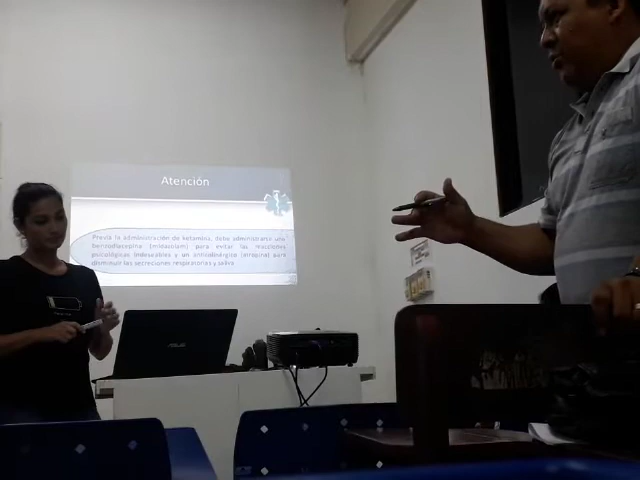 Atención
Previa la administración de ketamina, debe administrarse una
benzodiacepina (midazolam) para evitar las reacciones
psicológicas indeseables y un anticolinérgico (atropina) para
disminuir las secreciones respiratorias y saliva
ASUS